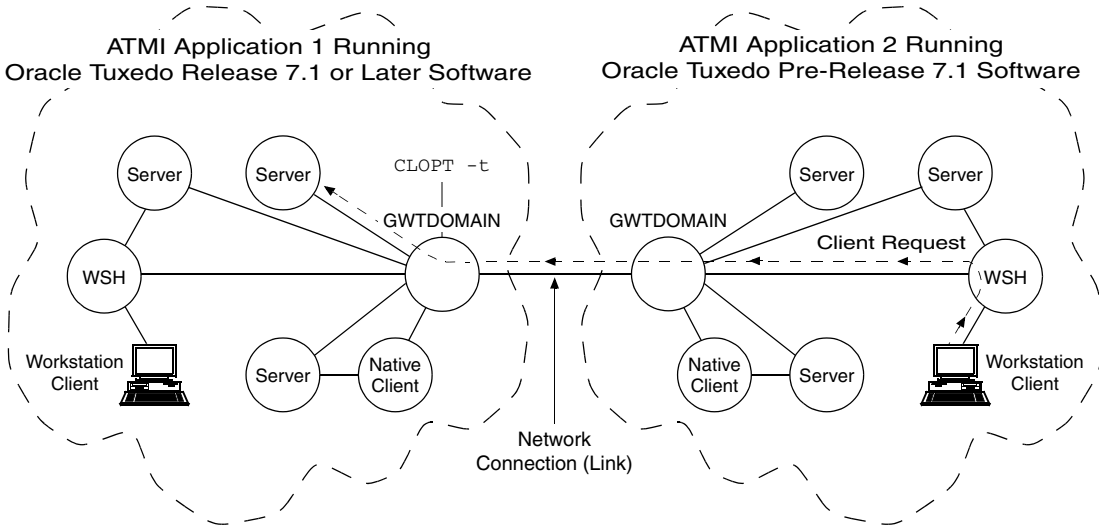 ATMI Application 1 Running
Oracle Tuxedo Release 7.1 or Later Software
ATMI Application 2 Running
Oracle Tuxedo Pre-Release 7.1 Software
Server
Server
CLOPT -t
GWTDOMAIN
WSH
Workstation
Client
Server
Native
Client
Network
Connection (Link)
GWTDOMAIN
Server
Server
Client Request
WSH
Native
Client
Server
Workstation
Client